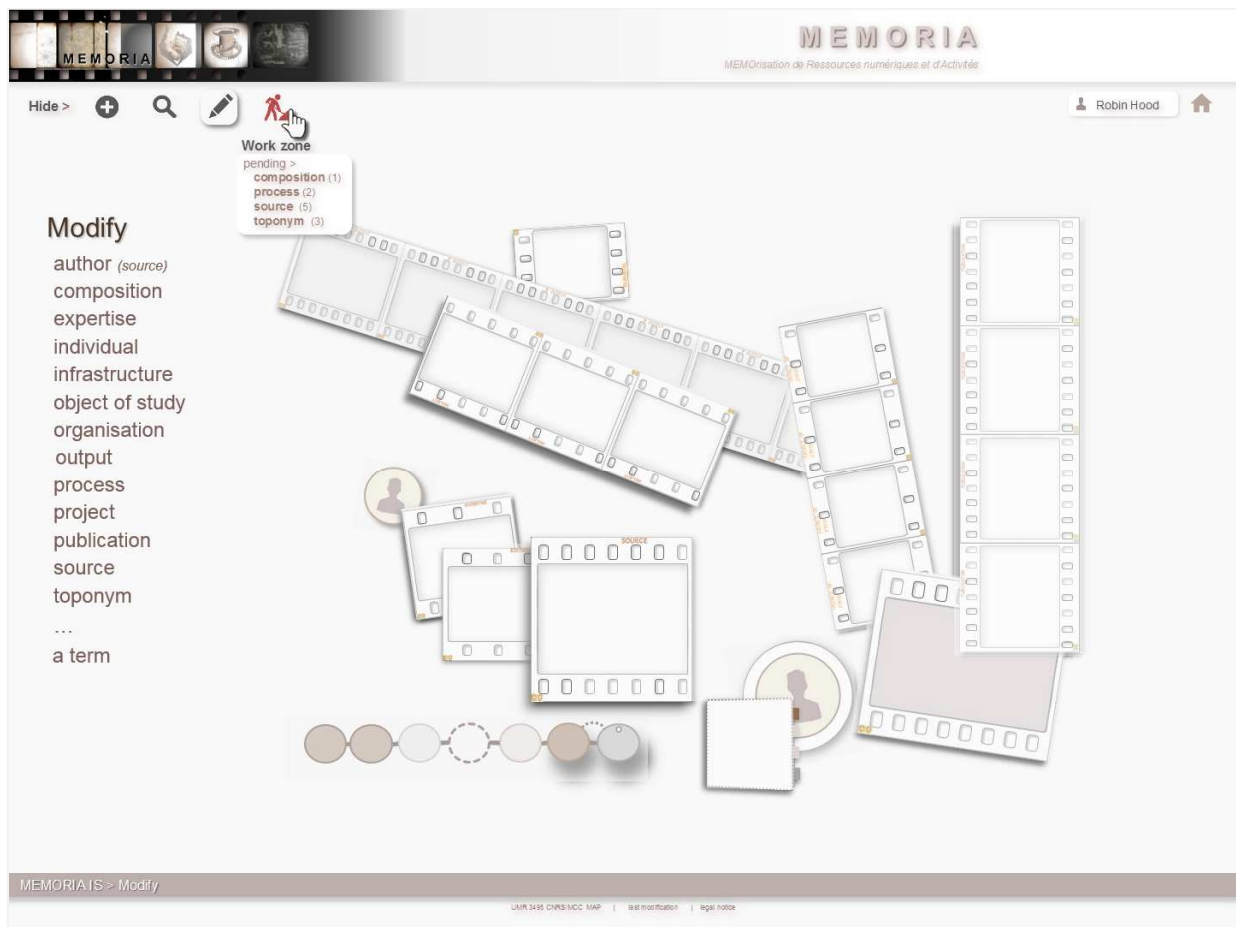 MEMORIA
MEMORIA
MEMOrisation de Ressources numériques et d'Activités
Hide >
Robin Hood
Work zone
pending >
composition (1)
process (2)
source (5)
toponym (3)
Modify
author (source)
composition
expertise
individual
infrastructure
object of study
organisation
output
process
project
publication
source
toponym
...
a term
SOURCE
MEMORIA IS > Modify
UMR 3495 CNRS/MCC MAP | last modification | legal notice